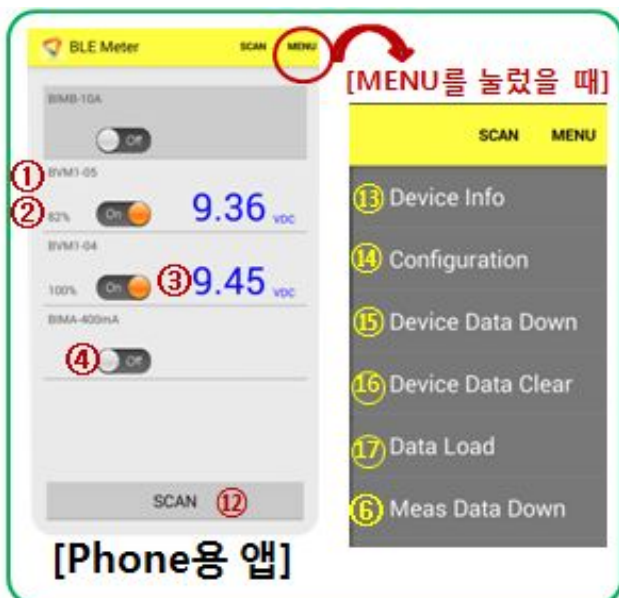 BLE Meter SCAN MENU
BIMB-10A
Off
① BVM1-05
② 82% On 9.36 VDC
BVM1-04
100% On ③ 9.45 VDC
BIMA-400mA
④ Off
SCAN ⑫
[Phone용 앱]
[MENU를 눌렀을 때]
SCAN MENU
⑬ Device Info
⑭ Configuration
⑮ Device Data Down
⑯ Device Data Clear
⑰ Data Load
⑥ Meas Data Down